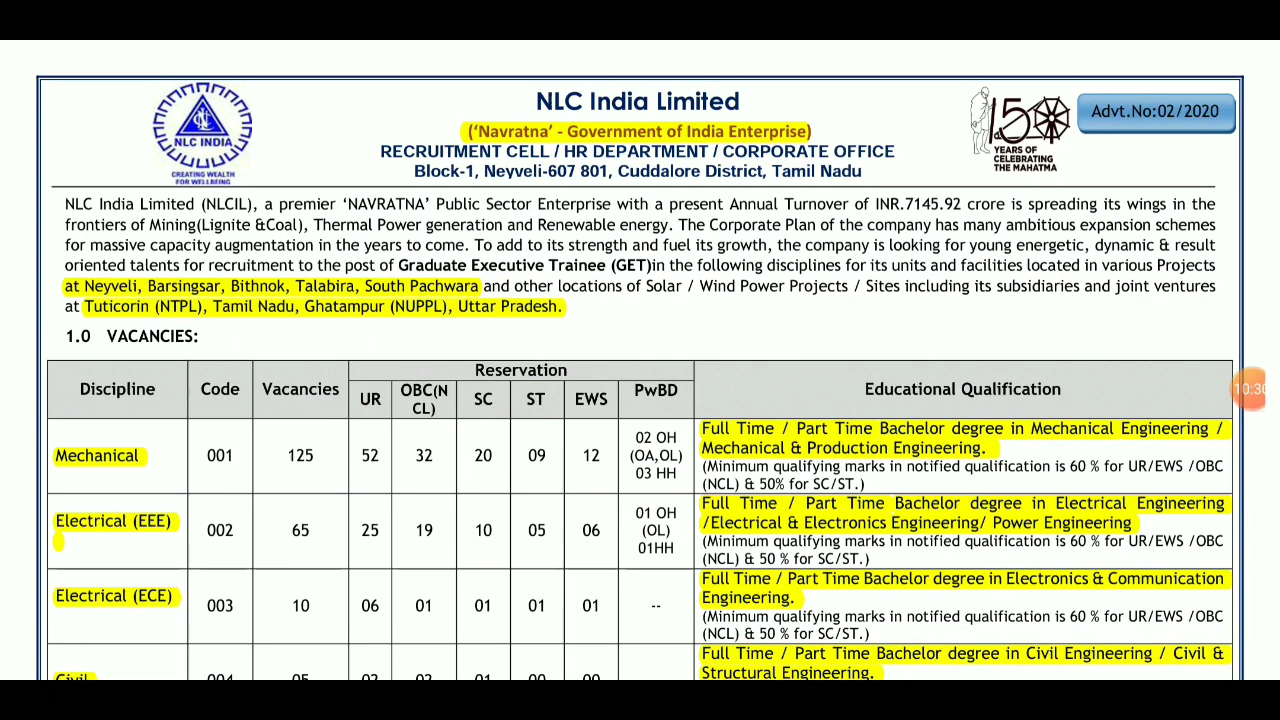 NLC India Limited
('Navratna' - Government of India Enterprise)
RECRUITMENT CELL / HR DEPARTMENT / CORPORATE OFFICE
Block-1, Neyveli-607 801, Cuddalore District, Tamil Nadu
NLC INDIA
CREATING WEALTH
FOR WELLBEING
150
YEARS OF
CELEBRATING
THE MAHATMA
Advt.No:02/2020
NLC India Limited (NLCIL), a premier ‘NAVRATNA’ Public Sector Enterprise with a present Annual Turnover of INR.7145.92 crore is spreading its wings in the
frontiers of Mining(Lignite &Coal), Thermal Power generation and Renewable energy. The Corporate Plan of the company has many ambitious expansion schemes
for massive capacity augmentation in the years to come. To add to its strength and fuel its growth, the company is looking for young energetic, dynamic & result
oriented talents for recruitment to the post of Graduate Executive Trainee (GET)in the following disciplines for its units and facilities located in various Projects
at Neyveli, Barsingsar, Bithnok, Talabira, South Pachwara and other locations of Solar / Wind Power Projects / Sites including its subsidiaries and joint ventures
at Tuticorin (NTPL), Tamil Nadu, Ghatampur (NUPPL), Uttar Pradesh.
1.0 VACANCIES:
Discipline Code Vacancies Reservation Educational Qualification
UR OBC(N
CL) SC ST EWS PwBD
Mechanical 001 125 52 32 20 09 12 02 OH
(OA,OL)
03 HH
Full Time / Part Time Bachelor degree in Mechanical Engineering /
Mechanical & Production Engineering.
(Minimum qualifying marks in notified qualification is 60 % for UR/EWS /OBC
(NCL) & 50% for SC/ST.)
Electrical (EEE) 002 65 25 19 10 05 06 01 OH
(OL)
01HH
Full Time / Part Time Bachelor degree in Electrical Engineering
/Electrical & Electronics Engineering/ Power Engineering
(Minimum qualifying marks in notified qualification is 60 % for UR/EWS /OBC
(NCL) & 50 % for SC/ST.)
Electrical (ECE) 003 10 06 01 01 01 01 --
Full Time / Part Time Bachelor degree in Electronics & Communication
Engineering.
(Minimum qualifying marks in notified qualification is 60 % for UR/EWS /OBC
(NCL) & 50 % for SC/ST.)
Civil 004 05 02 02 01 00 00
Full Time / Part Time Bachelor degree in Civil Engineering / Civil &
Structural Engineering.
10:30